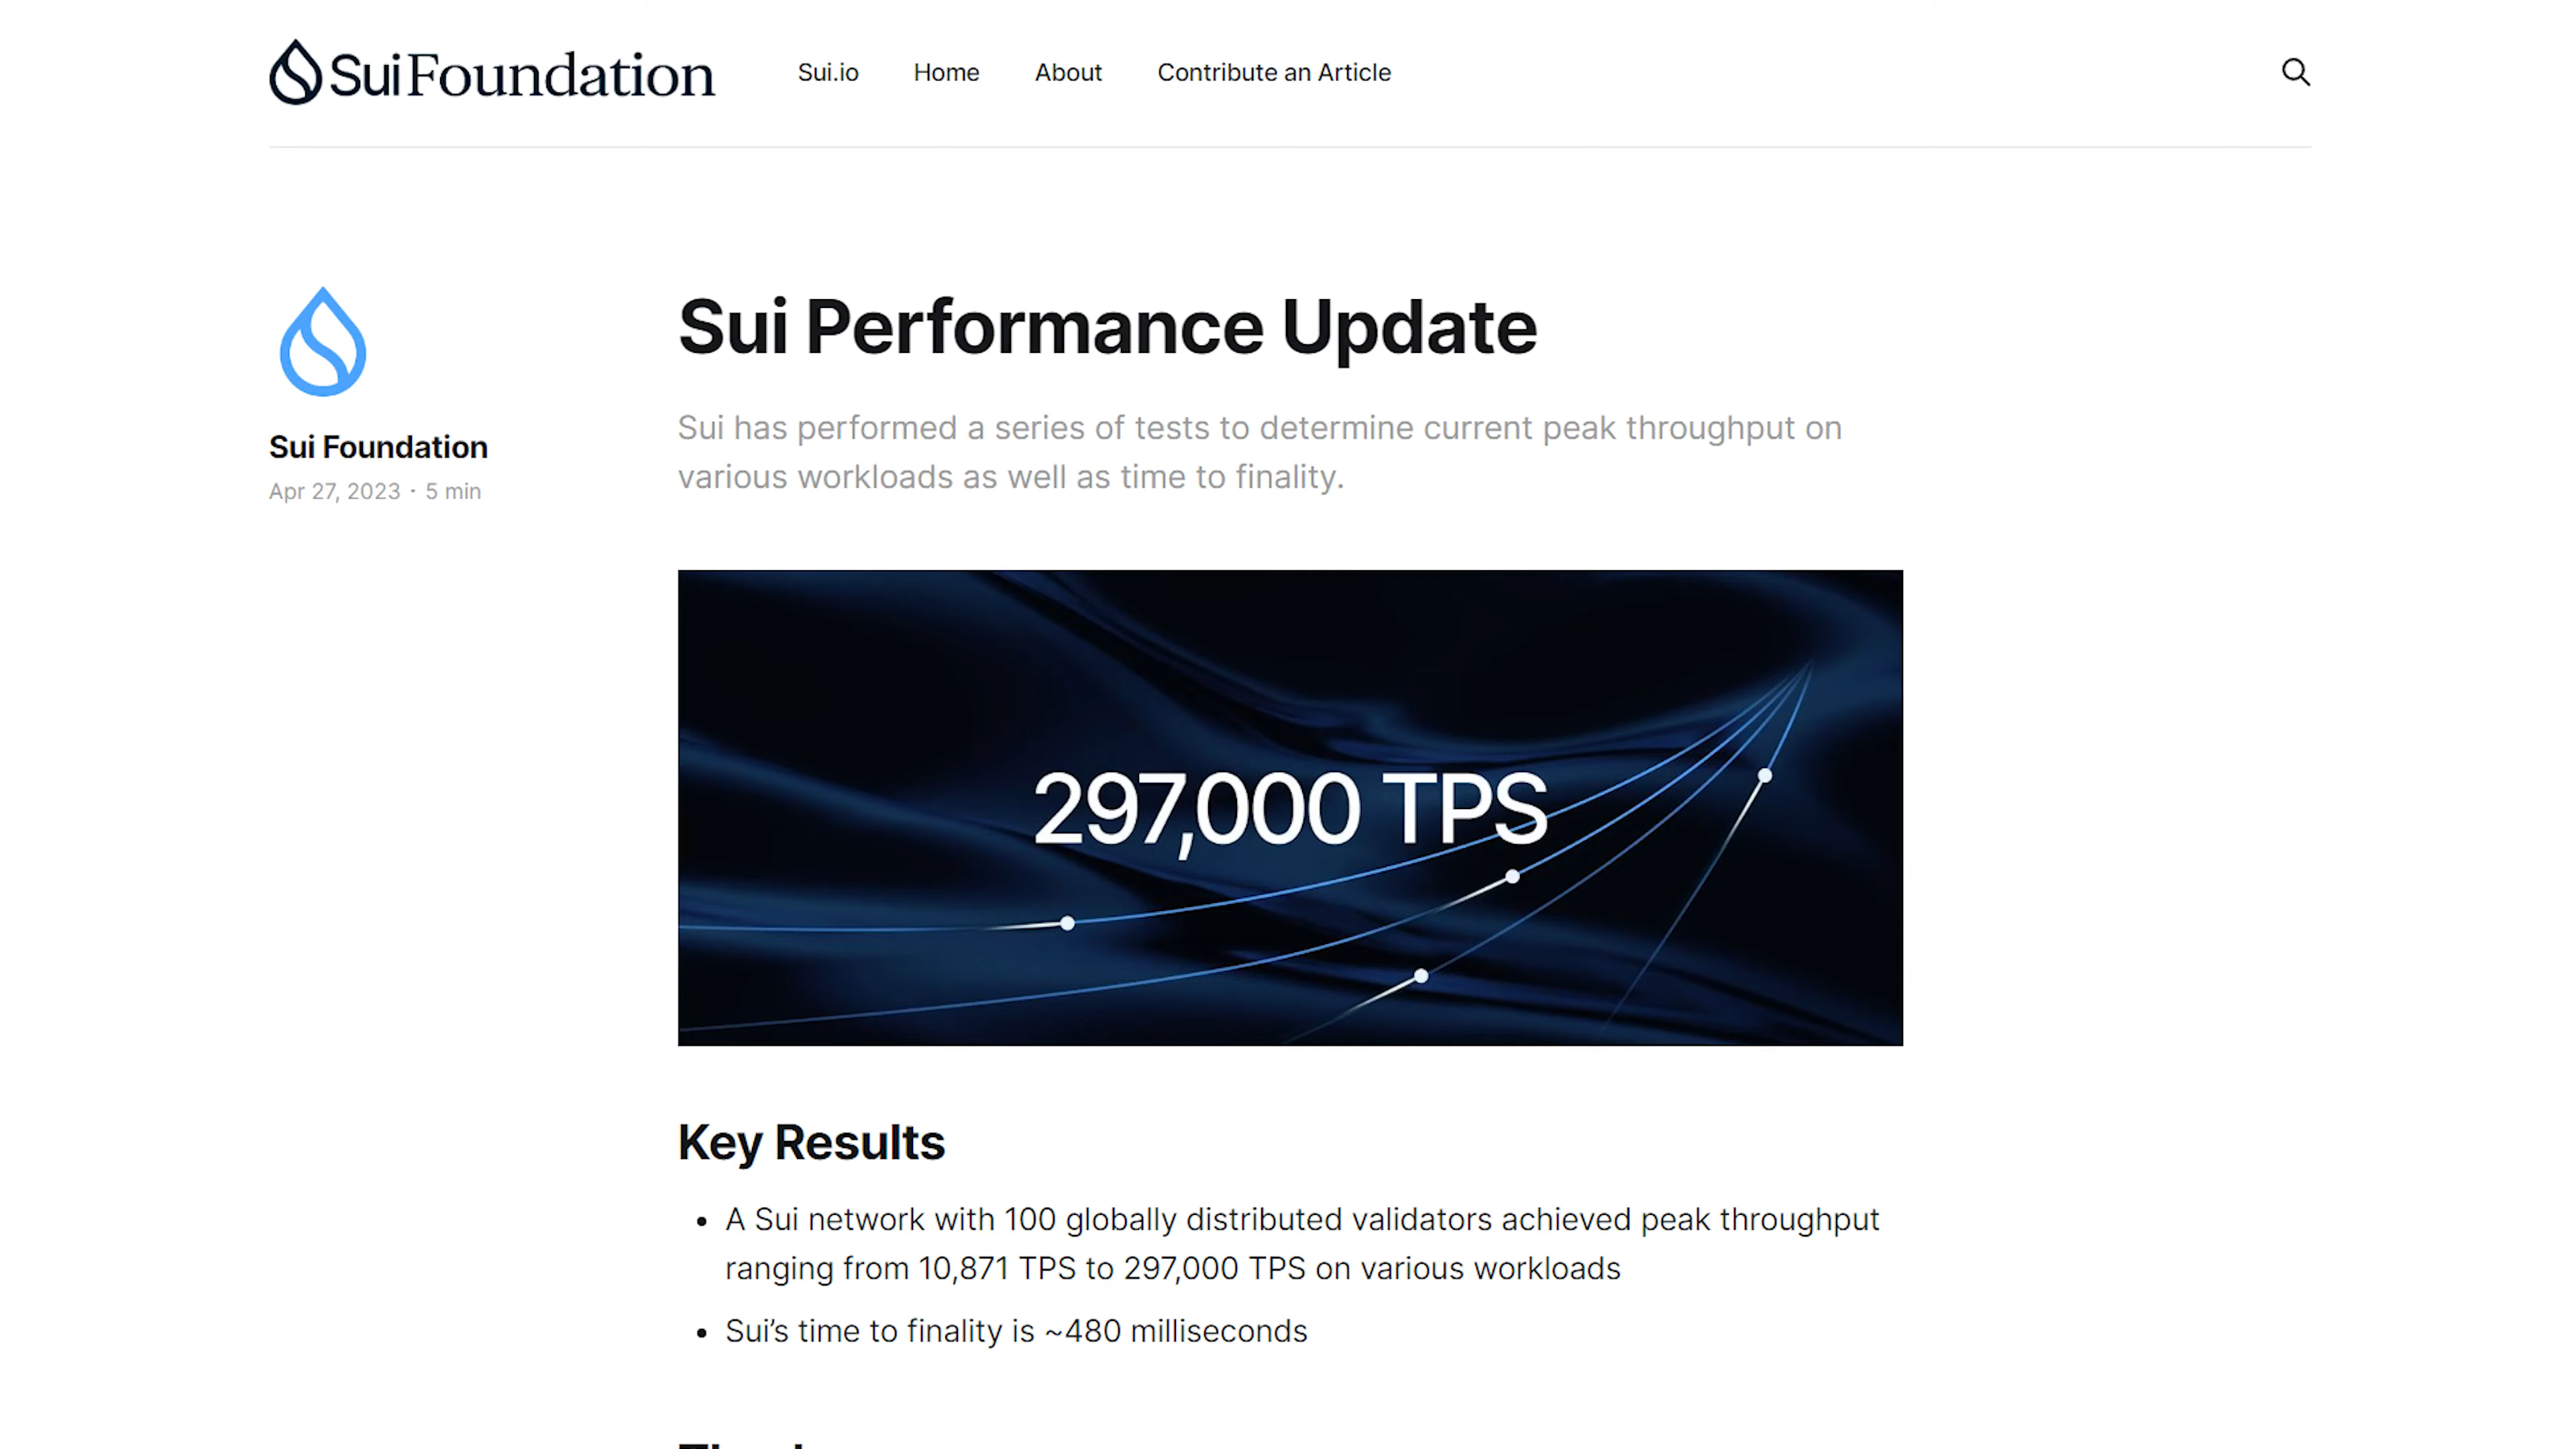 Sui Foundation
Sui.io
Home
About
Contribute an Article
Sui Foundation
Apr 27, 2023 · 5 min
Sui Performance Update
Sui has performed a series of tests to determine current peak throughput on
various workloads as well as time to finality.
297,000 TPS
Key Results
• A Sui network with 100 globally distributed validators achieved peak throughput
ranging from 10,871 TPS to 297,000 TPS on various workloads
• Sui’s time to finality is ~480 milliseconds